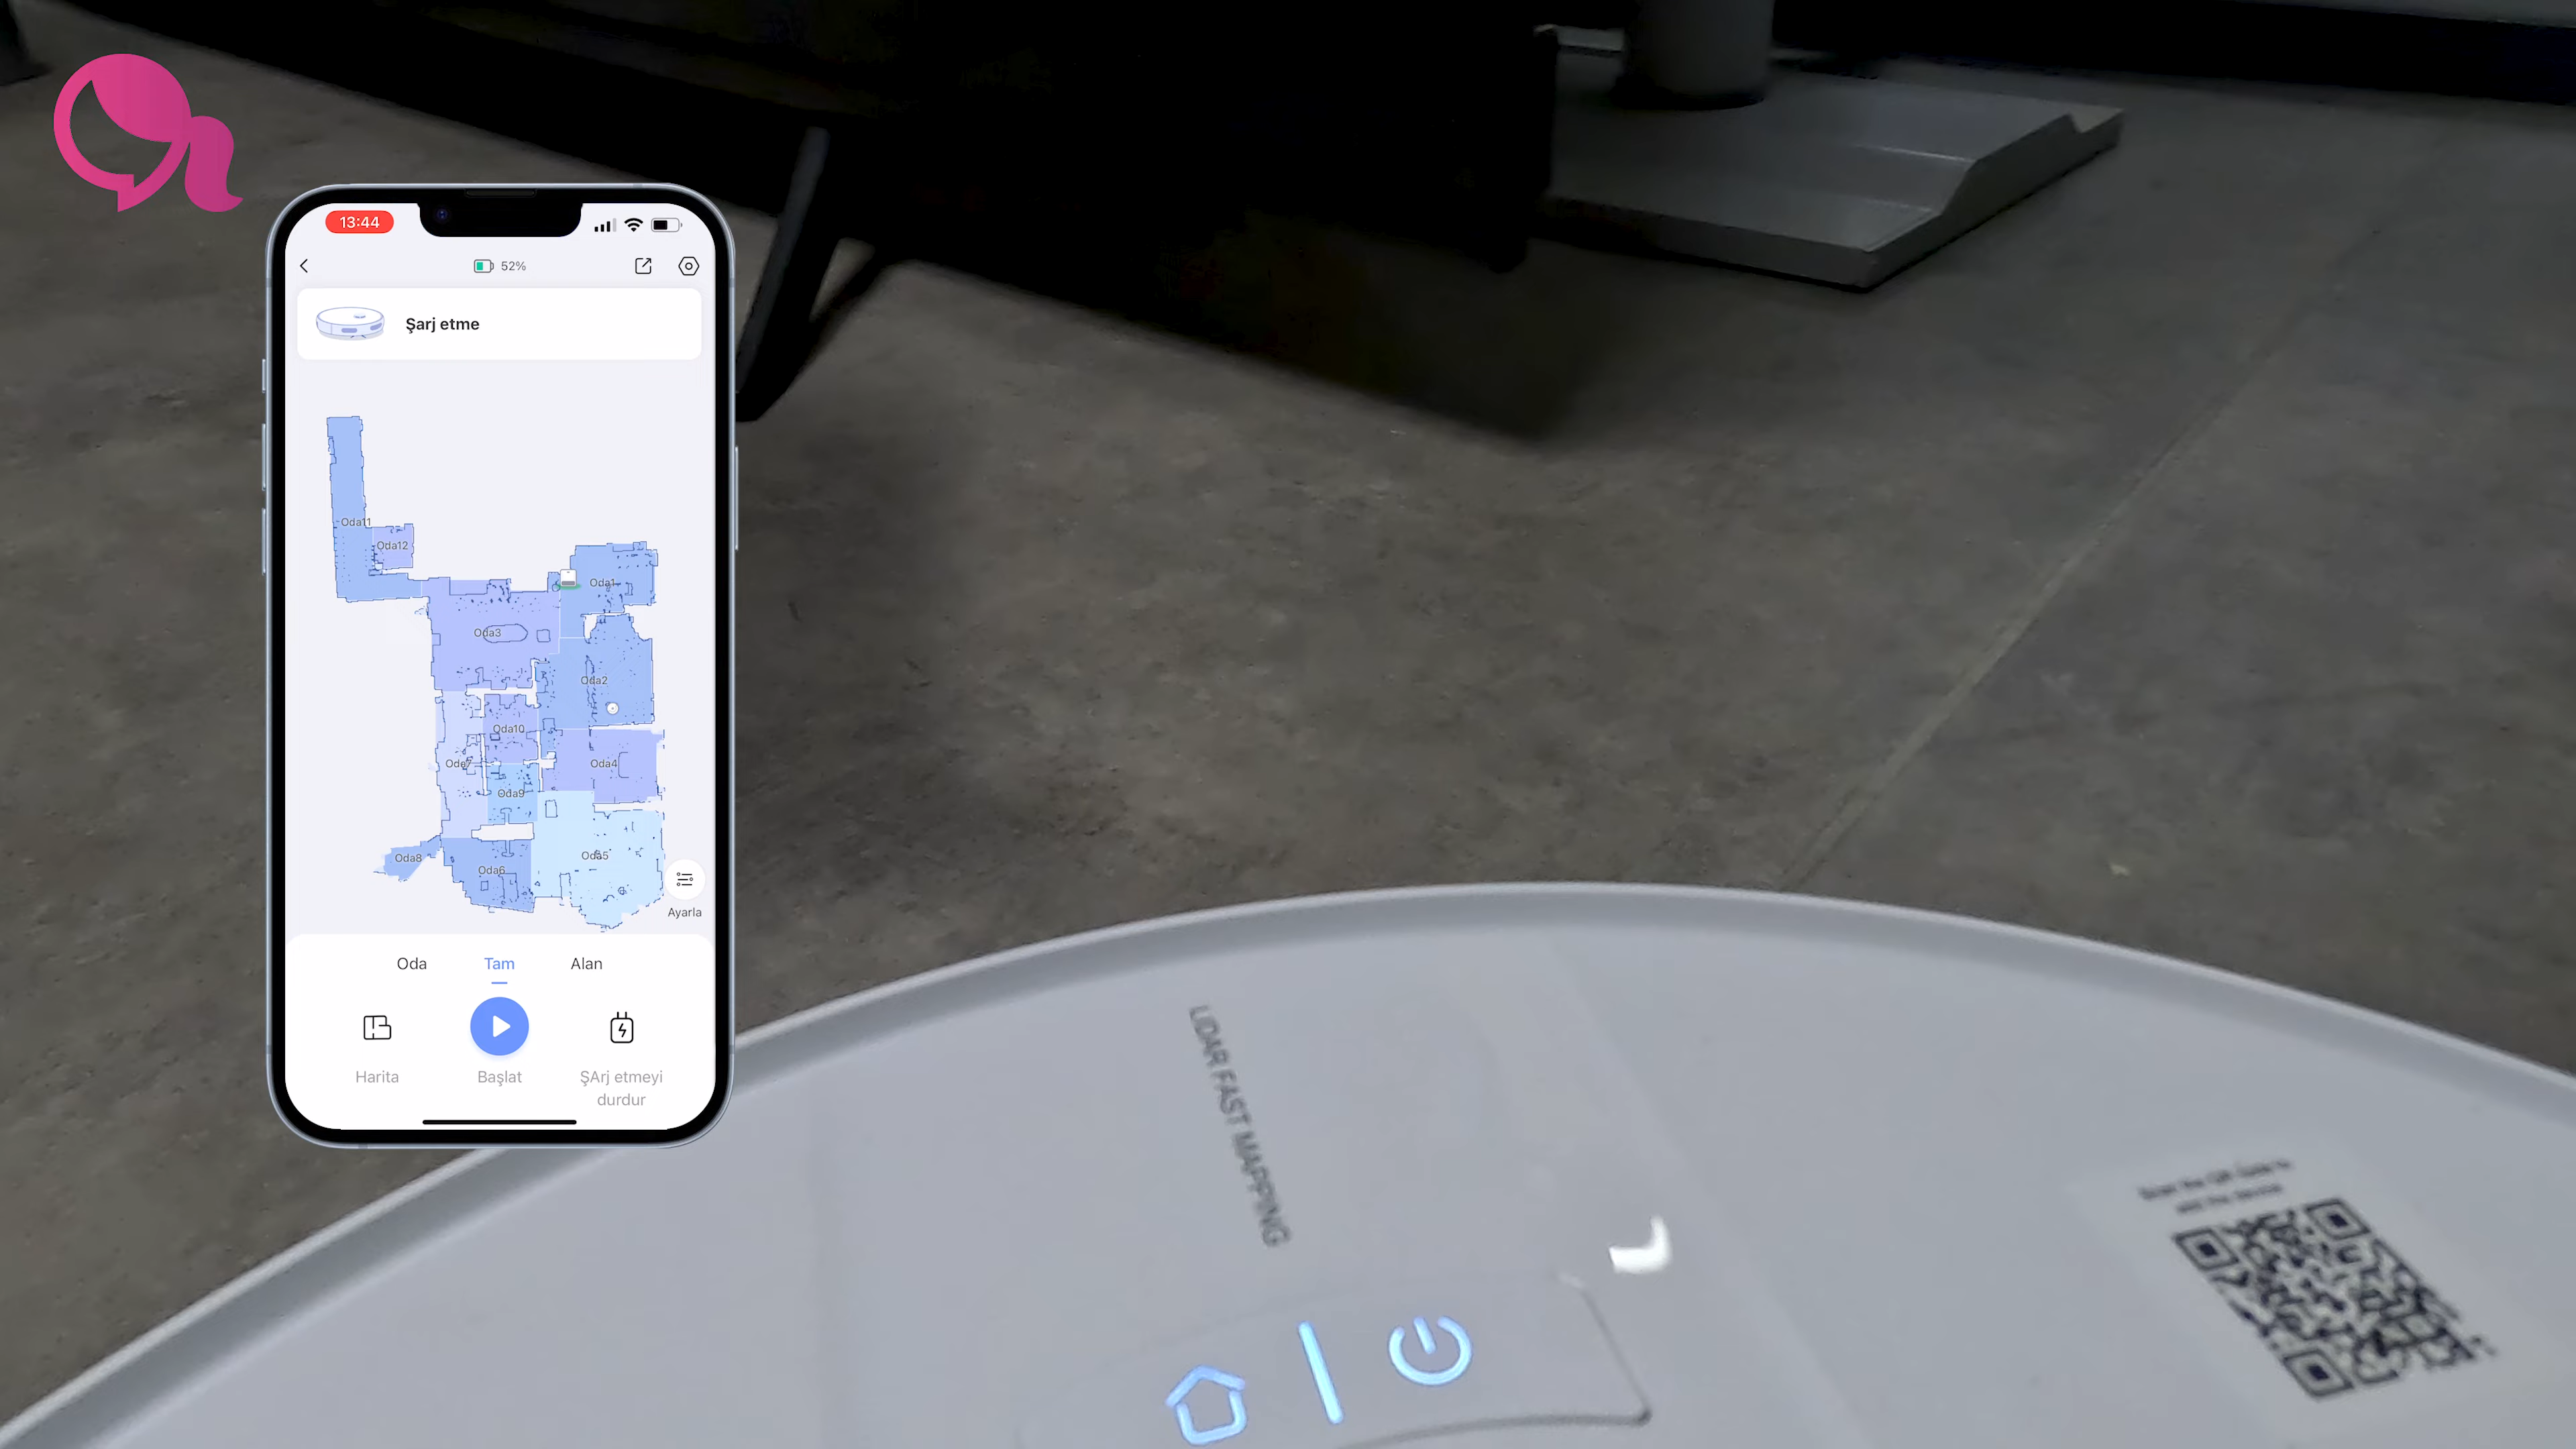 13:44
52%
Şarj etme
Oda11
Oda12
Oda1
Oda3
Oda2
Oda10
Oda7
Oda4
Oda9
Oda8
Oda6
Oda5
Ayarla
Oda
Tam
Alan
Harita
Başlat
ŞArj etmeyi
durdur
LIDAR FAST MAPPING